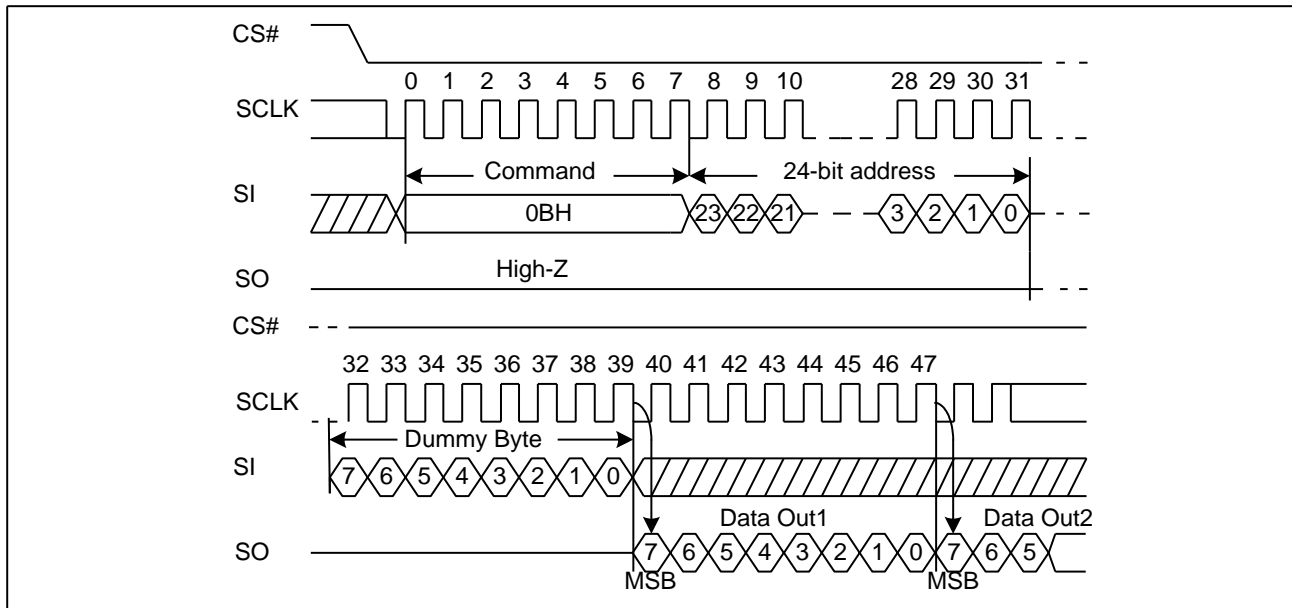 CS#
0 1 2 3 4 5 6 7 8 9 10 28 29 30 31
SCLK
Command 24-bit address
SI
0BH 23 22 21 3 2 1 0
High-Z
SO
CS#
32 33 34 35 36 37 38 39 40 41 42 43 44 45 46 47
SCLK
Dummy Byte
SI
7 6 5 4 3 2 1 0
Data Out1 Data Out2
SO
7 6 5 4 3 2 1 0 7 6 5
MSB MSB